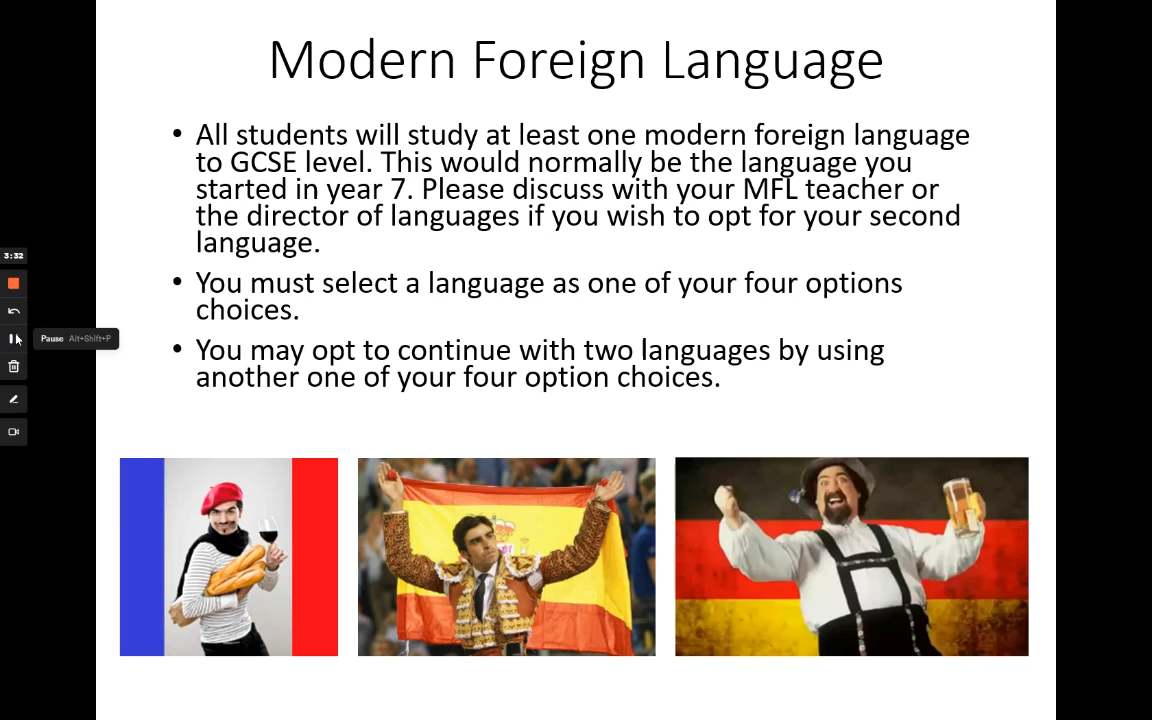 Modern Foreign Language
• All students will study at least one modern foreign language
to GCSE level. This would normally be the language you
started in year 7. Please discuss with your MFL teacher or
the director of languages if you wish to opt for your second
language.
• You must select a language as one of your four options
choices.
• You may opt to continue with two languages by using
another one of your four option choices.
3:32
Pause Alt+Shift+P